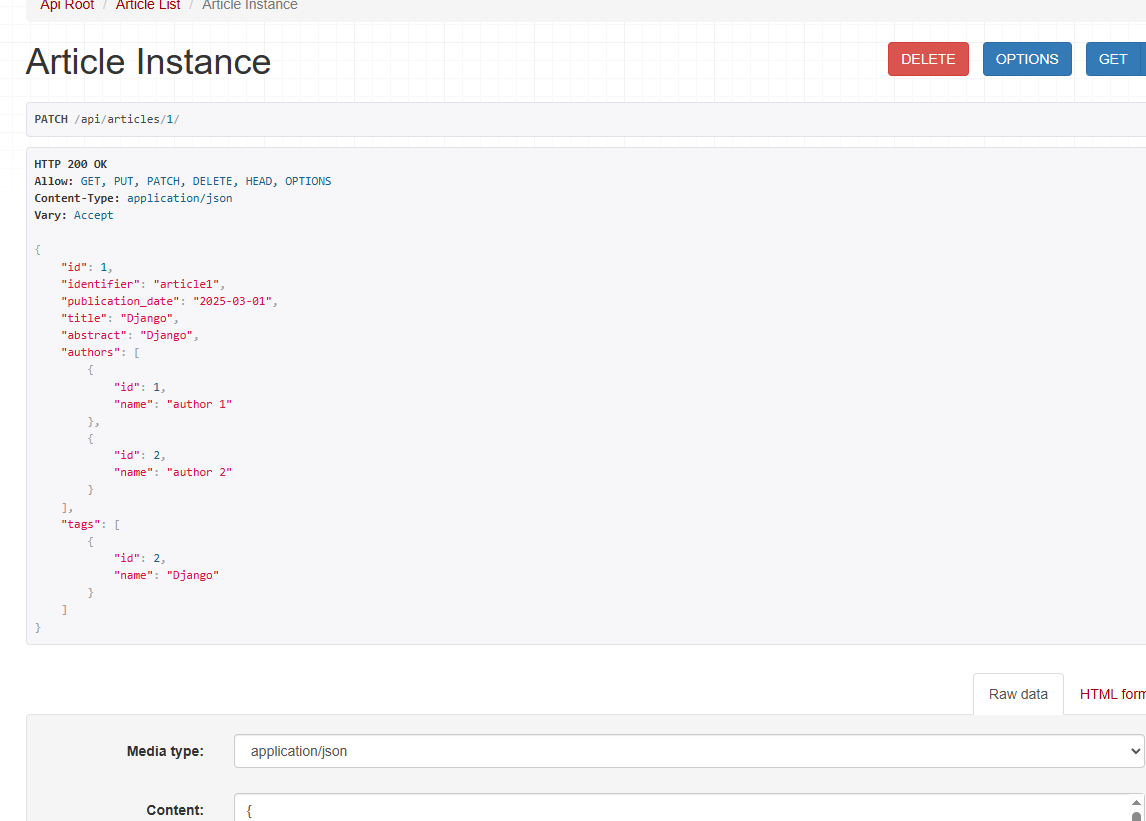 Api Root / Article List / Article Instance
Article Instance
DELETE OPTIONS GET
PATCH /api/articles/1/
HTTP 200 OK
Allow: GET, PUT, PATCH, DELETE, HEAD, OPTIONS
Content-Type: application/json
Vary: Accept
{
    "id": 1,
    "identifier": "article1",
    "publication_date": "2025-03-01",
    "title": "Django",
    "abstract": "Django",
    "authors": [
        {
            "id": 1,
            "name": "author 1"
        },
        {
            "id": 2,
            "name": "author 2"
        }
    ],
    "tags": [
        {
            "id": 2,
            "name": "Django"
        }
    ]
}
Raw data HTML form
Media type: application/json
Content: {